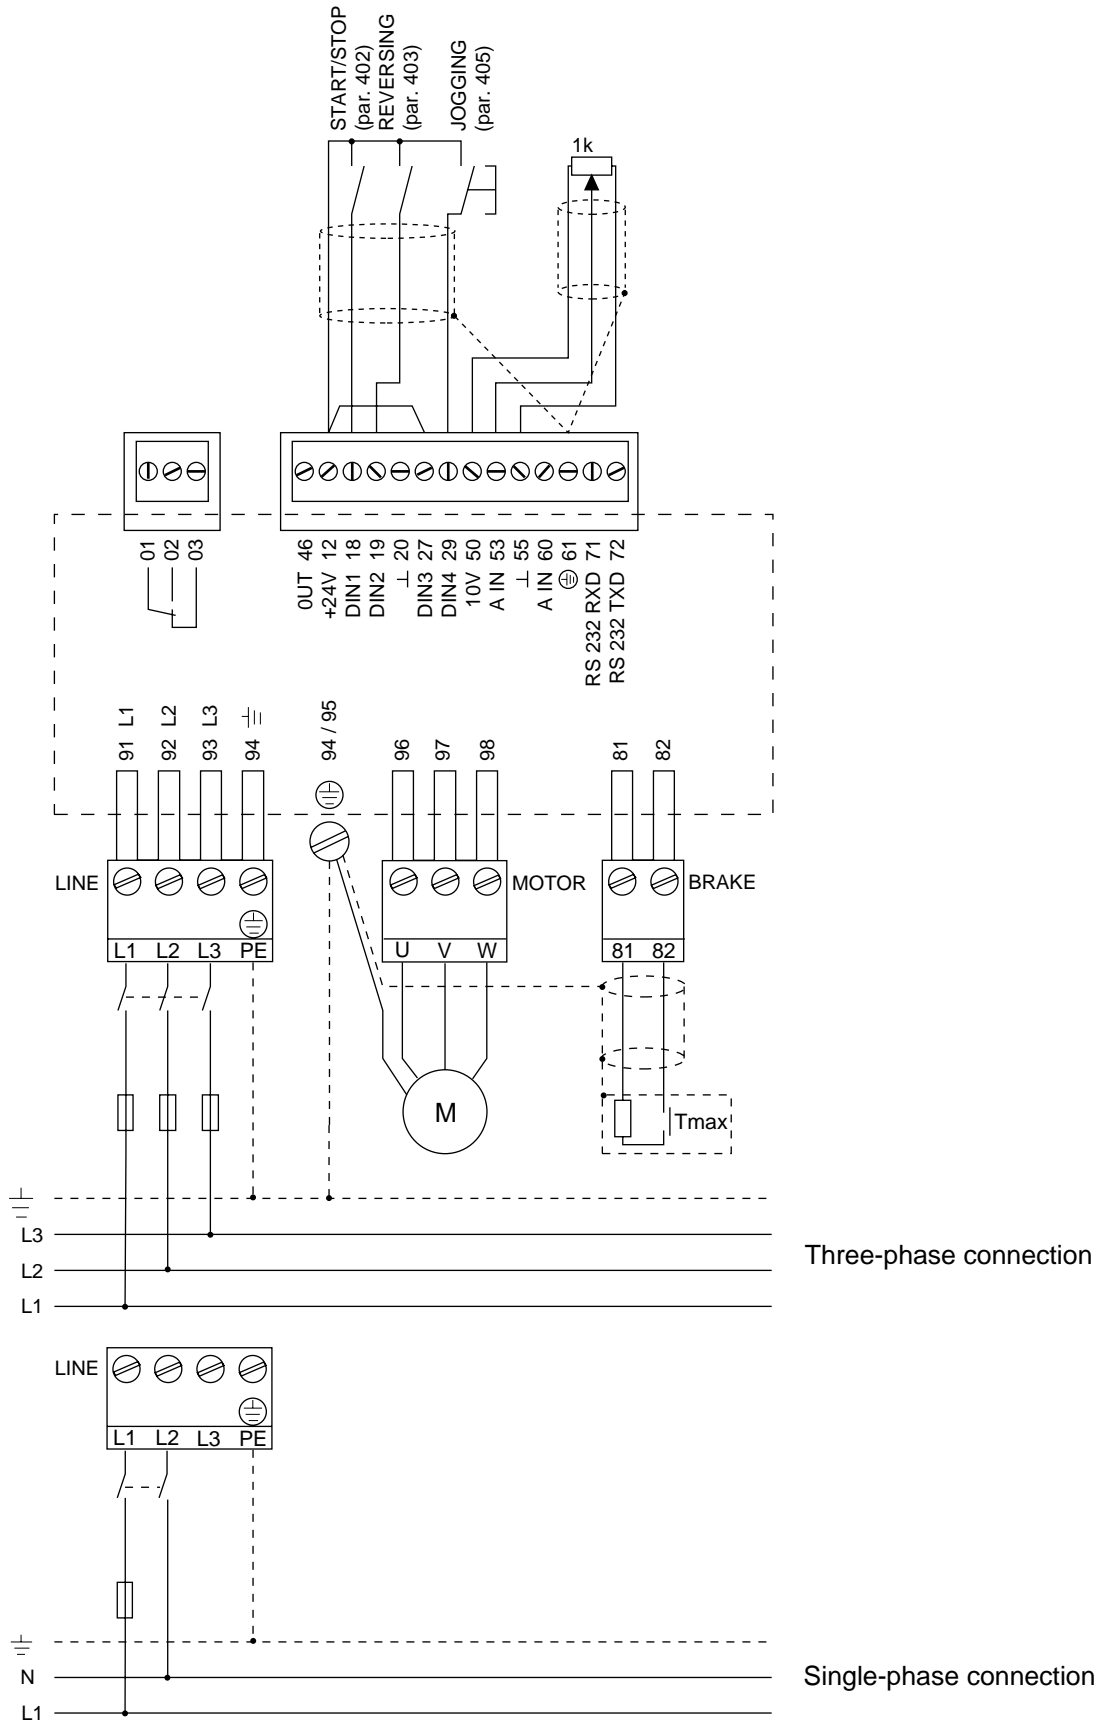 START/STOP
(par. 402)
REVERSING
(par. 403)
JOGGING
(par. 405)
1k
01
02
03
0UT 46
+24V 12
DIN1 18
DIN2 19
⊥ 20
DIN3 27
DIN4 29
10V 50
A IN 53
⊥ 55
A IN 60
61
RS 232 RXD 71
RS 232 TXD 72
91 L1
92 L2
93 L3
94
94 / 95
96
97
98
81
82
LINE
MOTOR
BRAKE
L1 L2 L3 PE
U V W
81 82
M
Tmax
L3
L2
L1
Three-phase connection
LINE
L1 L2 L3 PE
N
L1
Single-phase connection